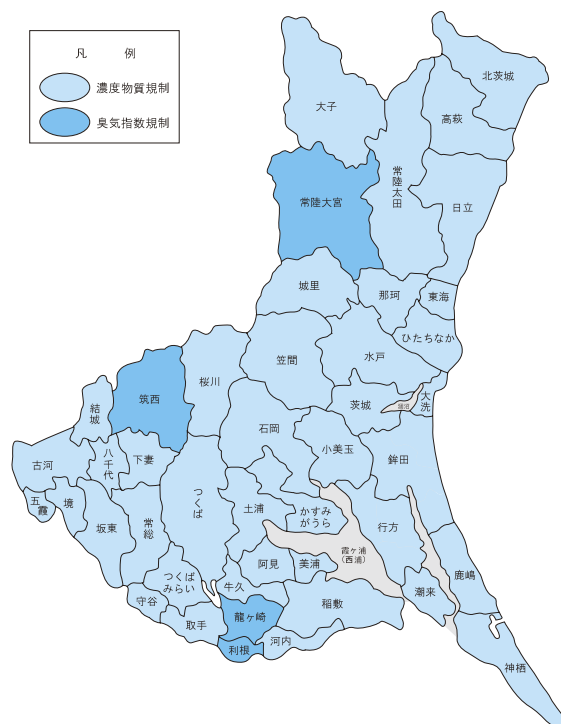 凡 例
濃度物質規制
臭気指数規制
北茨城
大子
高萩
常陸太田
常陸大宮
日立
城里
那珂
東海
ひたちなか
笠間
水戸
桜川
筑西
茨城
涸沼
大洗
結城
石岡
小美玉
鉾田
古河
八千代
下妻
つくば
五霞
境
坂東
常総
土浦
かすみ
がうら
行方
霞ヶ浦
(西浦)
阿見
美浦
鹿嶋
つくば
みらい
牛久
潮来
守谷
稲敷
取手
龍ヶ崎
河内
利根
神栖